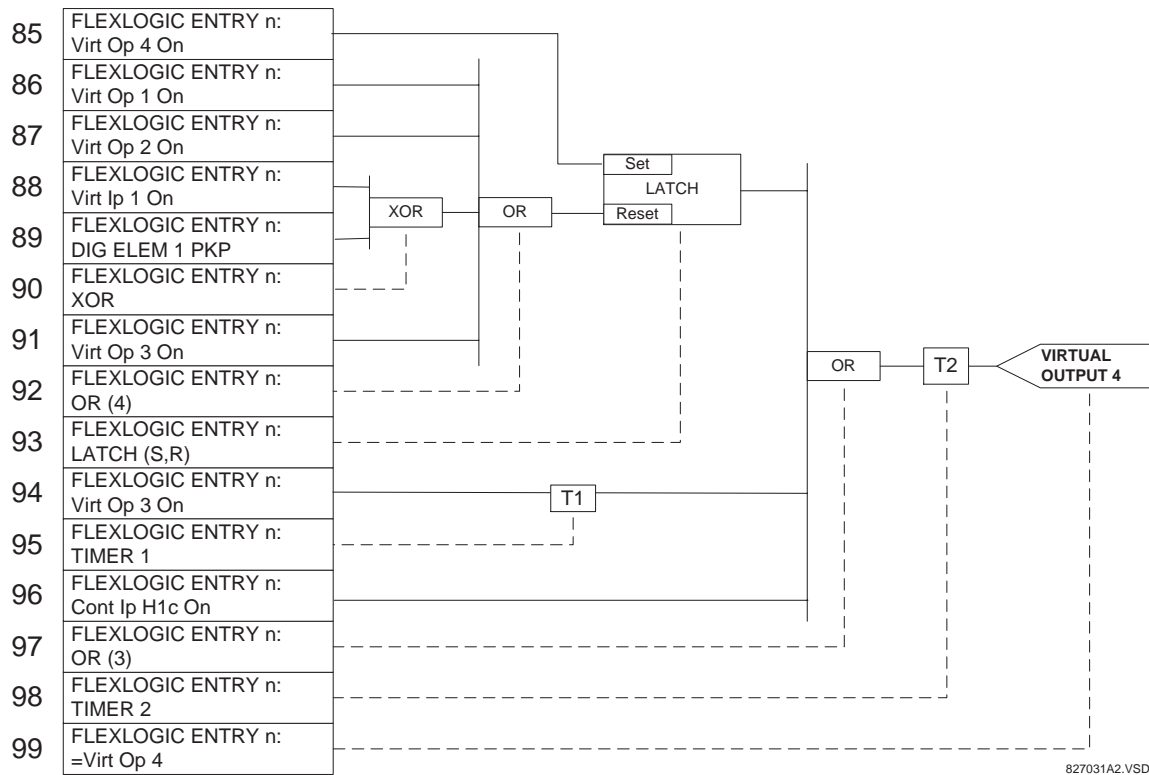 85 FLEXLOGIC ENTRY n:
Virt Op 4 On
86 FLEXLOGIC ENTRY n:
Virt Op 1 On
87 FLEXLOGIC ENTRY n:
Virt Op 2 On
88 FLEXLOGIC ENTRY n:
Virt Ip 1 On
89 FLEXLOGIC ENTRY n:
DIG ELEM 1 PKP
90 FLEXLOGIC ENTRY n:
XOR
91 FLEXLOGIC ENTRY n:
Virt Op 3 On
92 FLEXLOGIC ENTRY n:
OR (4)
93 FLEXLOGIC ENTRY n:
LATCH (S,R)
94 FLEXLOGIC ENTRY n:
Virt Op 3 On
95 FLEXLOGIC ENTRY n:
TIMER 1
96 FLEXLOGIC ENTRY n:
Cont Ip H1c On
97 FLEXLOGIC ENTRY n:
OR (3)
98 FLEXLOGIC ENTRY n:
TIMER 2
99 FLEXLOGIC ENTRY n:
=Virt Op 4
XOR
OR
Set
LATCH
Reset
T1
OR
T2
VIRTUAL
OUTPUT 4
827031A2.VSD